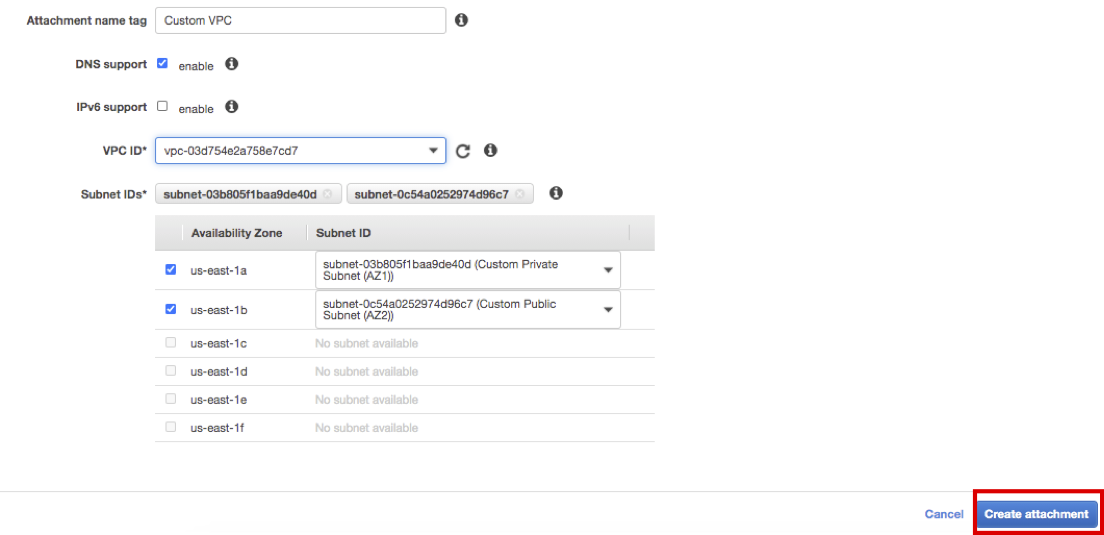 Attachment name tag Custom VPC
DNS support enable
IPv6 support enable
VPC ID* vpc-03d754e2a758e7cd7
Subnet IDs* subnet-03b805f1baa9de40d subnet-0c54a0252974d96c7
Availability Zone Subnet ID
us-east-1a subnet-03b805f1baa9de40d (Custom Private
Subnet (AZ1))
us-east-1b subnet-0c54a0252974d96c7 (Custom Public
Subnet (AZ2))
us-east-1c No subnet available
us-east-1d No subnet available
us-east-1e No subnet available
us-east-1f No subnet available
Cancel Create attachment